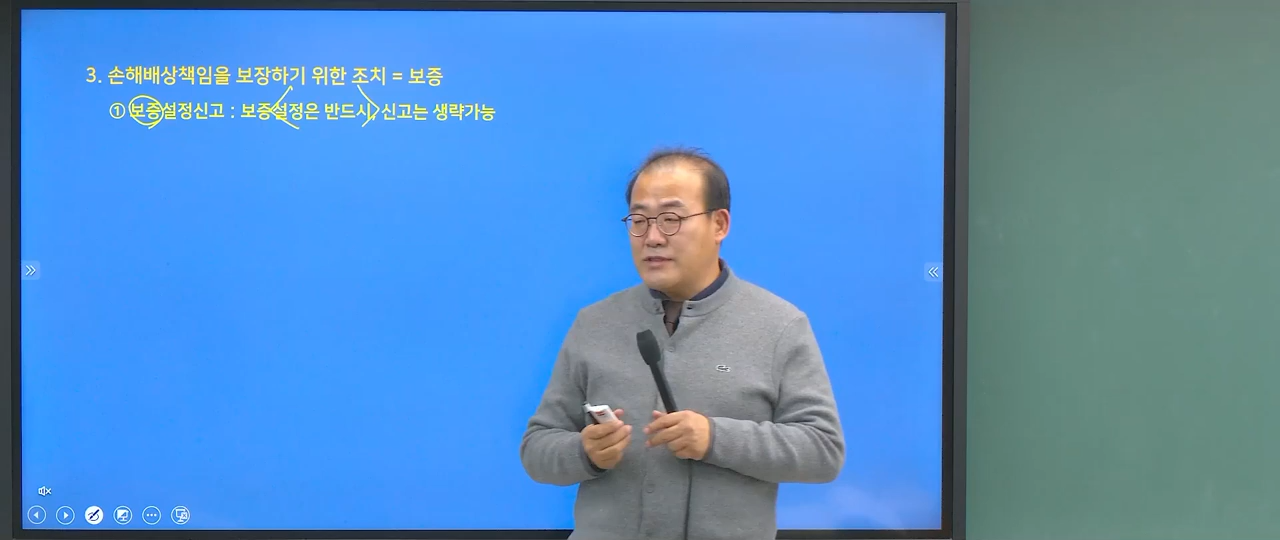 3. 손해배상책임을 보장하기 위한 조치 = 보증
① 보증설정신고 : 보증설정은 반드시, 신고는 생략가능